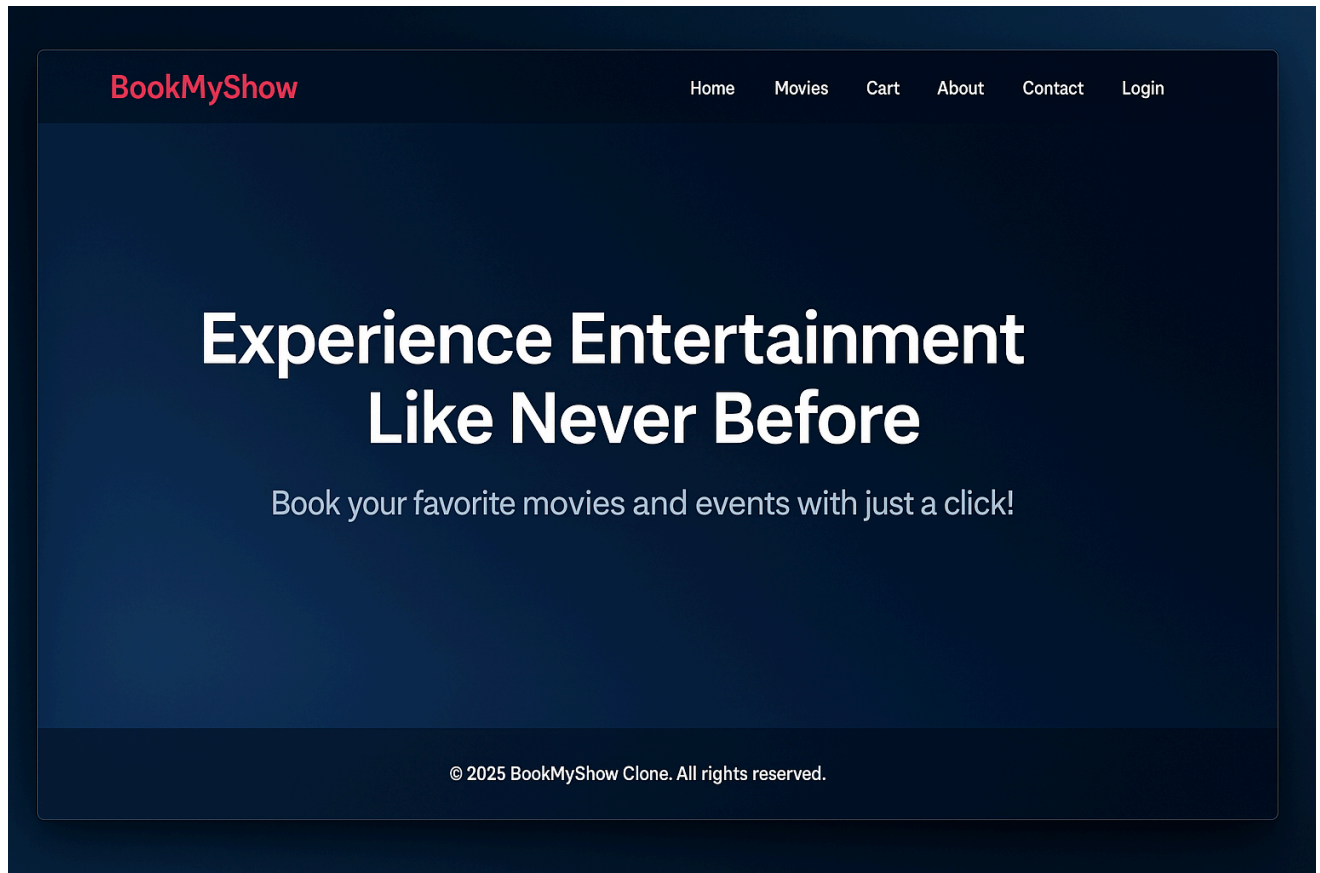 BookMyShow
Home Movies Cart About Contact Login
Experience Entertainment
Like Never Before
Book your favorite movies and events with just a click!
© 2025 BookMyShow Clone. All rights reserved.